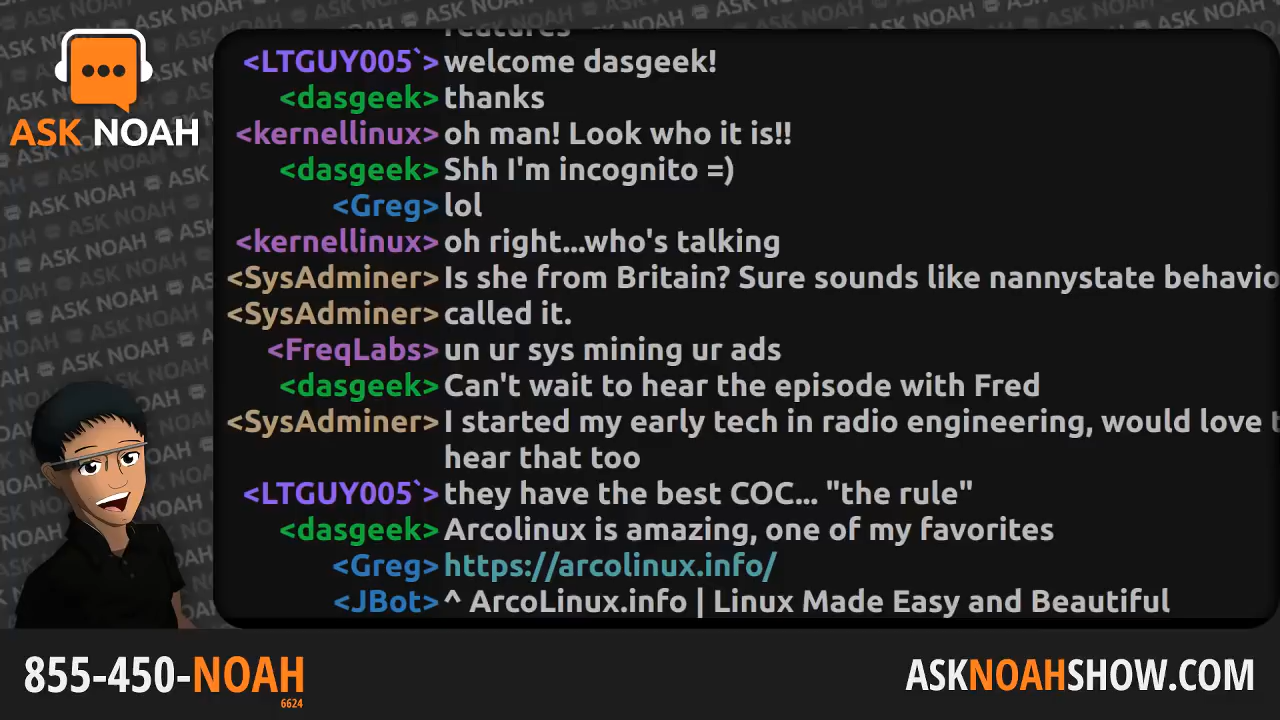 features
<LTGUY005`> welcome dasgeek!
<dasgeek> thanks
<kernellinux> oh man! Look who it is!!
<dasgeek> Shh I'm incognito =)
<Greg> lol
<kernellinux> oh right...who's talking
<SysAdminer> Is she from Britain? Sure sounds like nannystate behavio
<SysAdminer> called it.
<FreqLabs> un ur sys mining ur ads
<dasgeek> Can't wait to hear the episode with Fred
<SysAdminer> I started my early tech in radio engineering, would love t
hear that too
<LTGUY005`> they have the best COC... "the rule"
<dasgeek> Arcolinux is amazing, one of my favorites
<Greg> https://arcolinux.info/
<JBot> ^ ArcoLinux.info | Linux Made Easy and Beautiful
ASK NOAH
855-450-NOAH
6624
ASKNOAHSHOW.COM